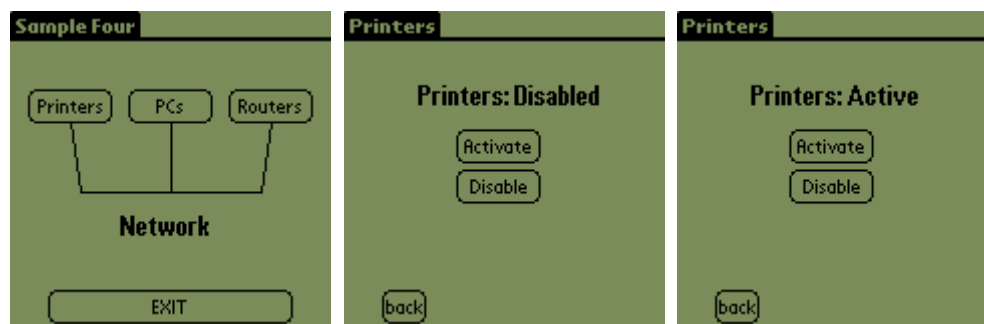 Sample Four
Printers PCs Routers
Network
EXIT
Printers
Printers: Disabled
Activate
Disable
back
Printers
Printers: Active
Activate
Disable
back